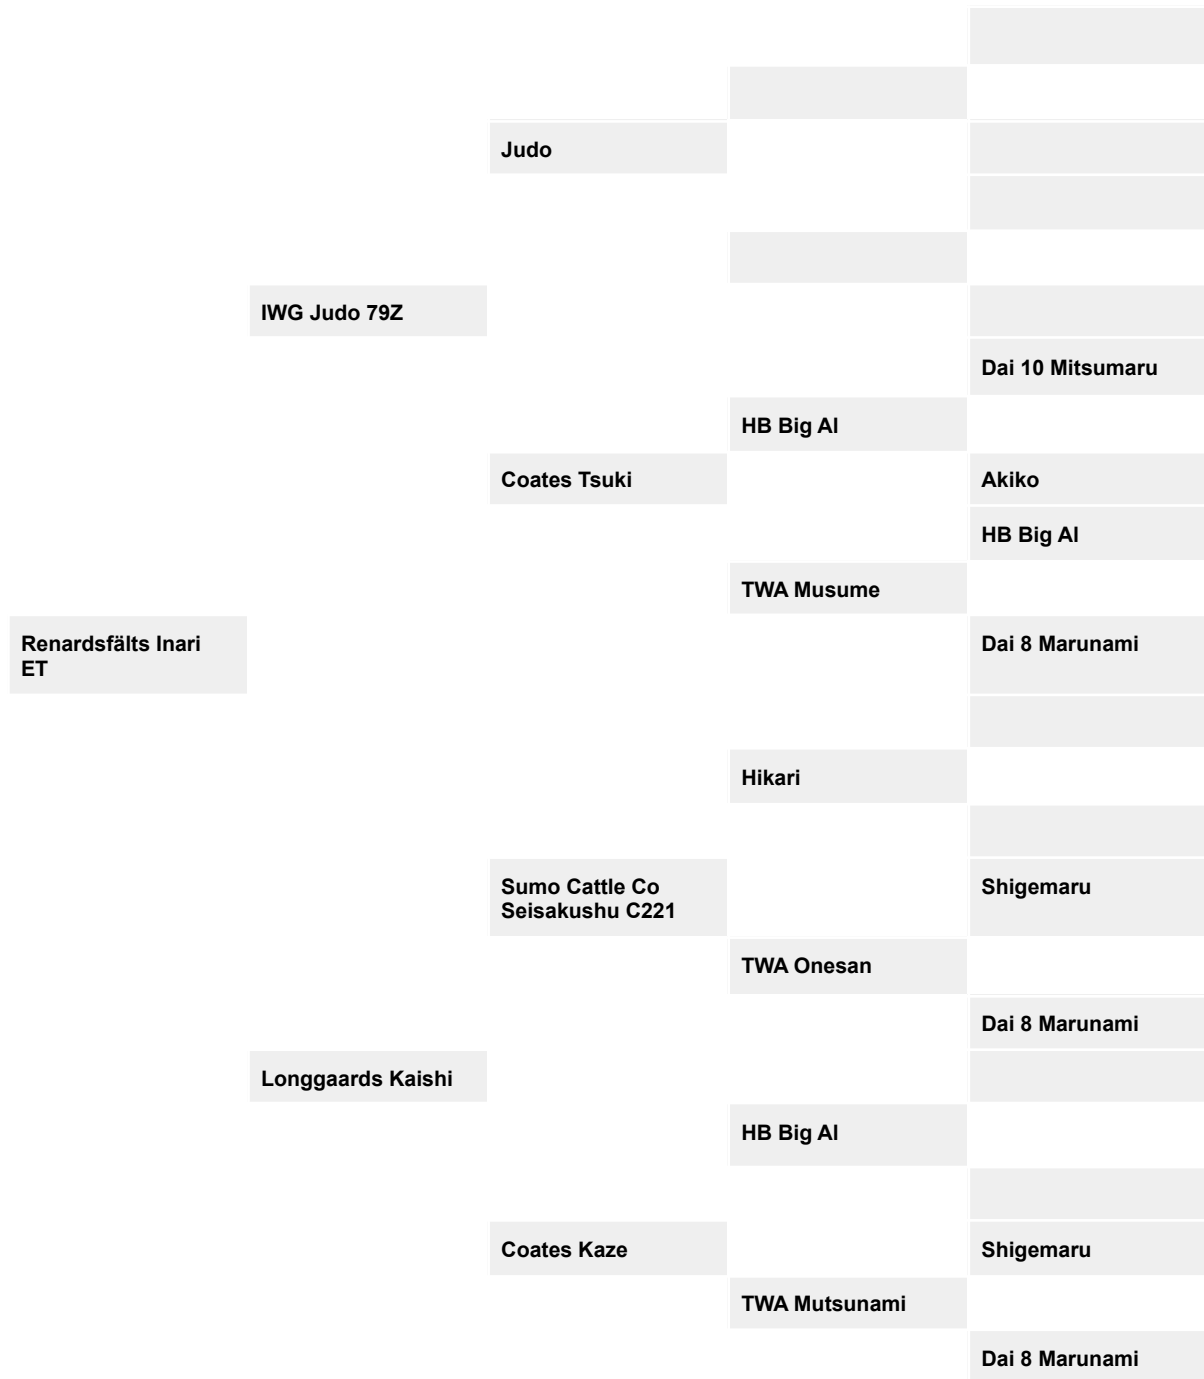 Judo
IWG Judo 79Z
Dai 10 Mitsumaru
HB Big Al
Coates Tsuki
Akiko
HB Big Al
TWA Musume
Renardsfälts Inari
ET
Dai 8 Marunami
Hikari
Sumo Cattle Co
Seisakushu C221
Shigemaru
TWA Onesan
Dai 8 Marunami
Longgaards Kaishi
HB Big Al
Coates Kaze
Shigemaru
TWA Mutsunami
Dai 8 Marunami